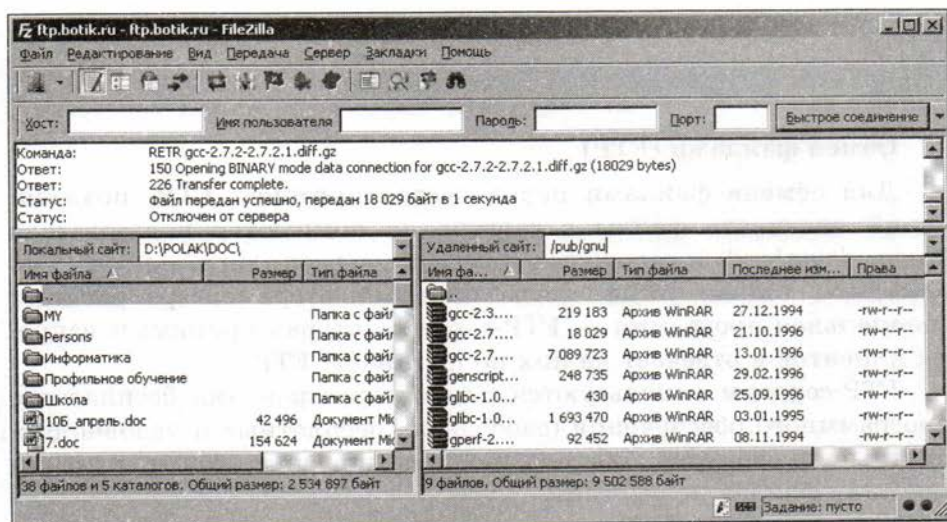 ftp.botik.ru - ftp.botik.ru - FileZilla
Файл Редактирование Вид Передача Сервер Закладки Помощь
Хост: Имя пользователя Пароль: Порт: Быстрое соединение
Команда: RETR gcc-2.7.2-2.7.2.1.diff.gz
Ответ: 150 Opening BINARY mode data connection for gcc-2.7.2-2.7.2.1.diff.gz (18029 bytes)
Ответ: 226 Transfer complete.
Статус: Файл передан успешно, передан 18 029 байт в 1 секунда
Статус: Отключен от сервера
Локальный сайт: D:\POLAK\DOC\
Имя файла Размер Тип файла
..
MY Папка с файл
Persons Папка с файл
Информатика Папка с файл
Профильное обучение Папка с файл
Школа Папка с файл
105_апрель.doc 42 496 Документ Mic
7.doc 154 624 Документ Mic
38 файлов и 5 каталогов. Общий размер: 2 534 897 байт
Удаленный сайт: /pub/gnu
Имя фа... Размер Тип файла Последнее изм... Права
..
gcc-2.3.... 219 183 Архив WinRAR 27.12.1994 -rw-r--r--
gcc-2.7.... 18 029 Архив WinRAR 21.10.1996 -rw-r--r--
gcc-2.7.... 7 089 723 Архив WinRAR 13.01.1996 -rw-r--r--
genscript... 248 735 Архив WinRAR 29.02.1996 -rw-r--r--
glibc-1.0... 430 Архив WinRAR 25.09.1996 -rw-r--r--
glibc-1.0... 1 693 470 Архив WinRAR 03.01.1995 -rw-r--r--
gperf-2.... 92 452 Архив WinRAR 08.11.1994 -rw-r--r--
9 файлов. Общий размер: 9 502 588 байт
Задание: пусто